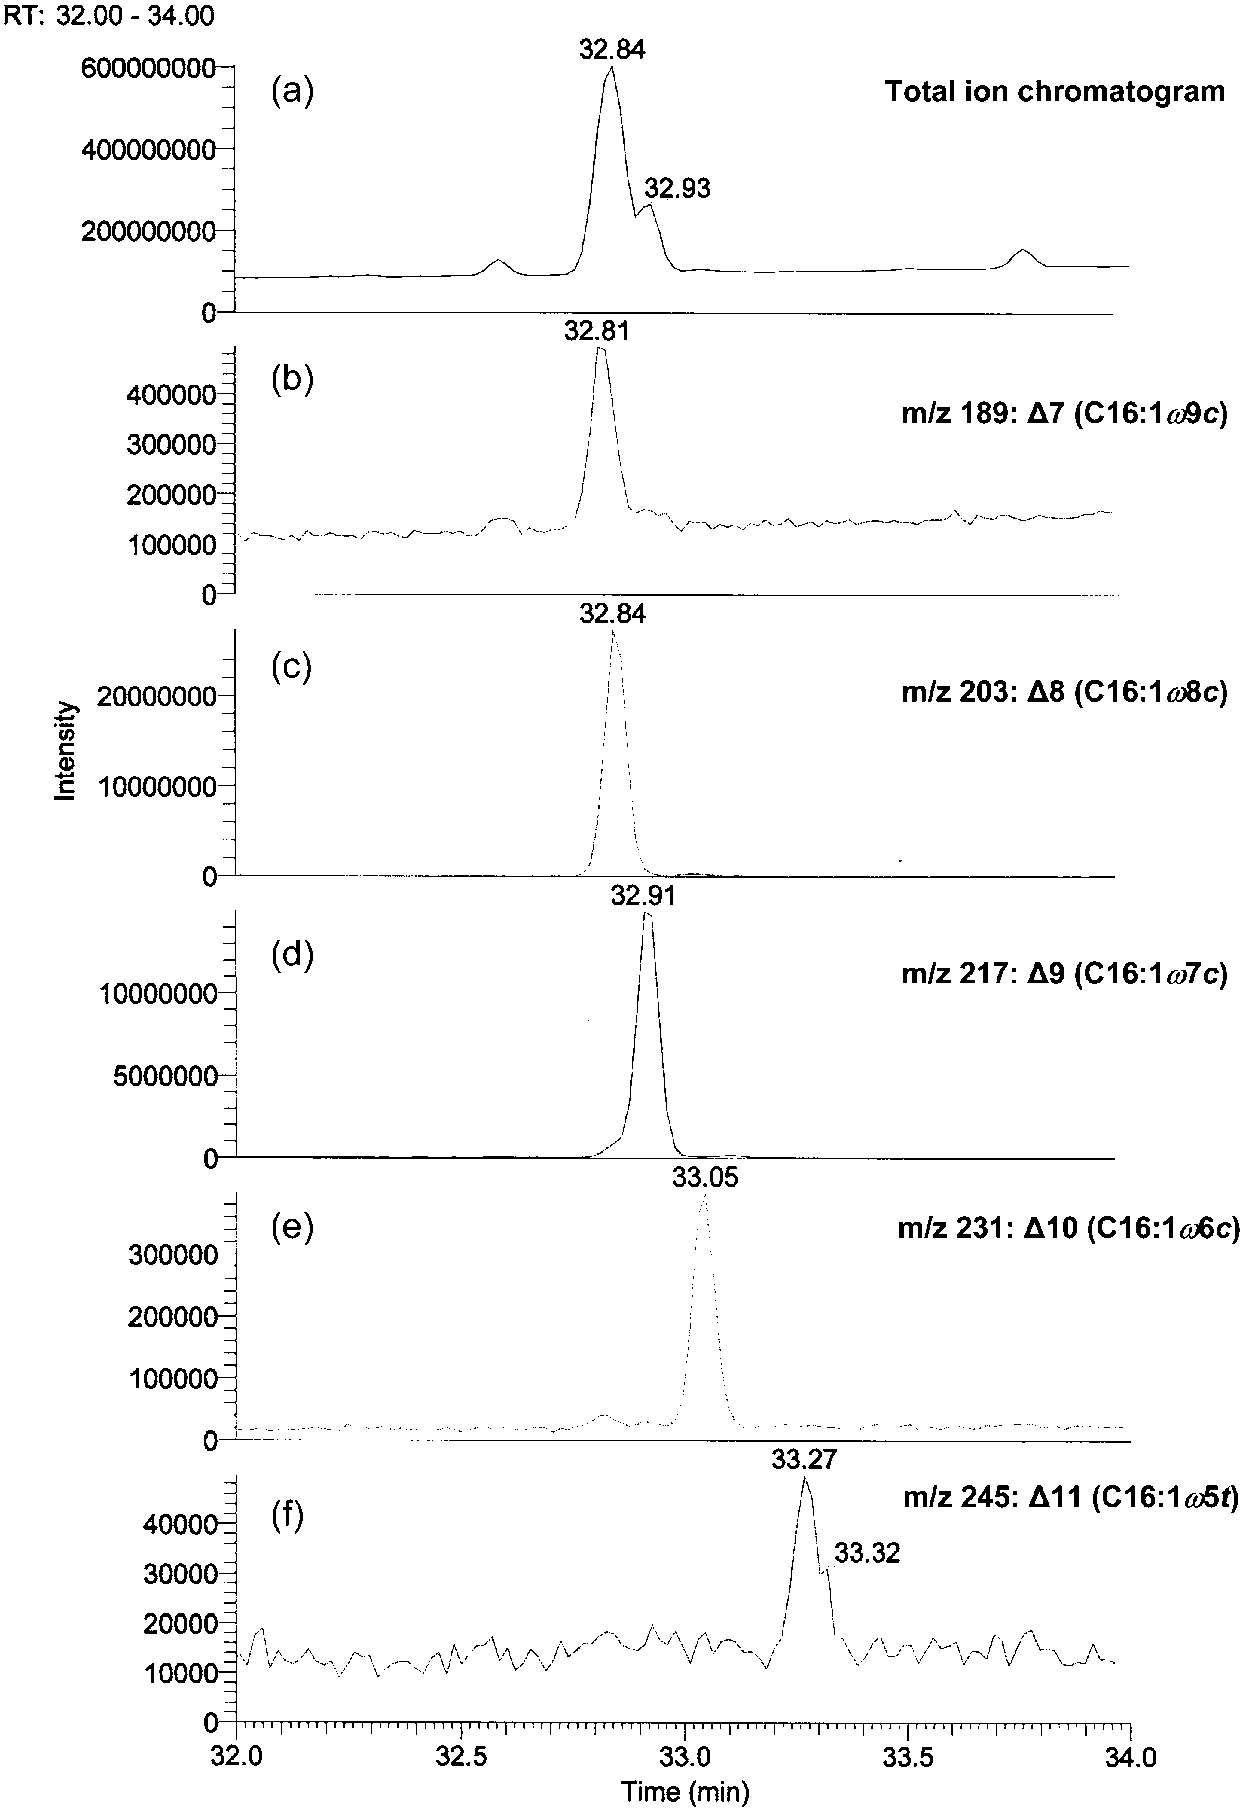 RT: 32.00 - 34.00
32.84
600000000
(a)
Total ion chromatogram
400000000
32.93
200000000
0
32.81
(b)
400000
m/z 189: Δ7 (C16:1ω9c)
300000
200000
100000
0
32.84
(c)
20000000
m/z 203: Δ8 (C16:1ω8c)
Intensity
10000000
0
32.91
(d)
m/z 217: Δ9 (C16:1ω7c)
10000000
5000000
0
33.05
(e)
m/z 231: Δ10 (C16:1ω6c)
300000
200000
100000
0
33.27
m/z 245: Δ11 (C16:1ω5t)
(f)
40000
33.32
30000
20000
10000
0
32.0 32.5 33.0 33.5 34.0
Time (min)